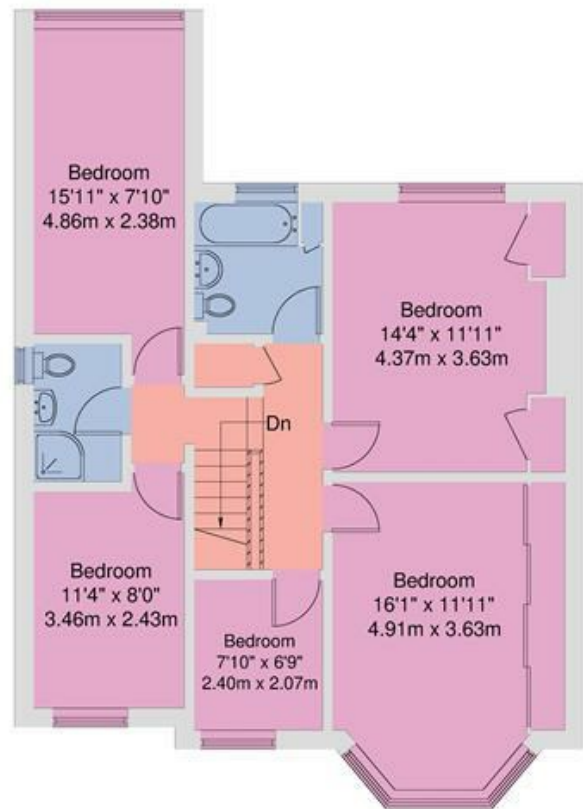 Bedroom
15'11" x 7'10"
4.86m x 2.38m
Bedroom
14'4" x 11'11"
4.37m x 3.63m
Dn
Bedroom
11'4" x 8'0"
3.46m x 2.43m
Bedroom
7'10" x 6'9"
2.40m x 2.07m
Bedroom
16'1" x 11'11"
4.91m x 3.63m